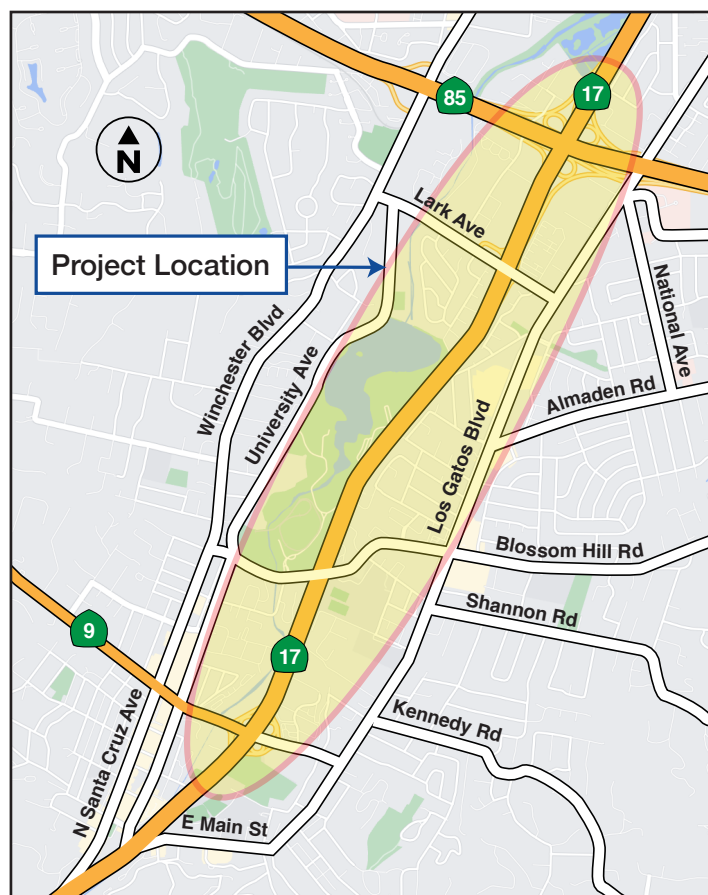 17
85
N
Lark Ave
Project Location
National Ave
Winchester Blvd
University Ave
Almaden Rd
Los Gatos Blvd
Blossom Hill Rd
Shannon Rd
9
17
N Santa Cruz Ave
Kennedy Rd
E Main St